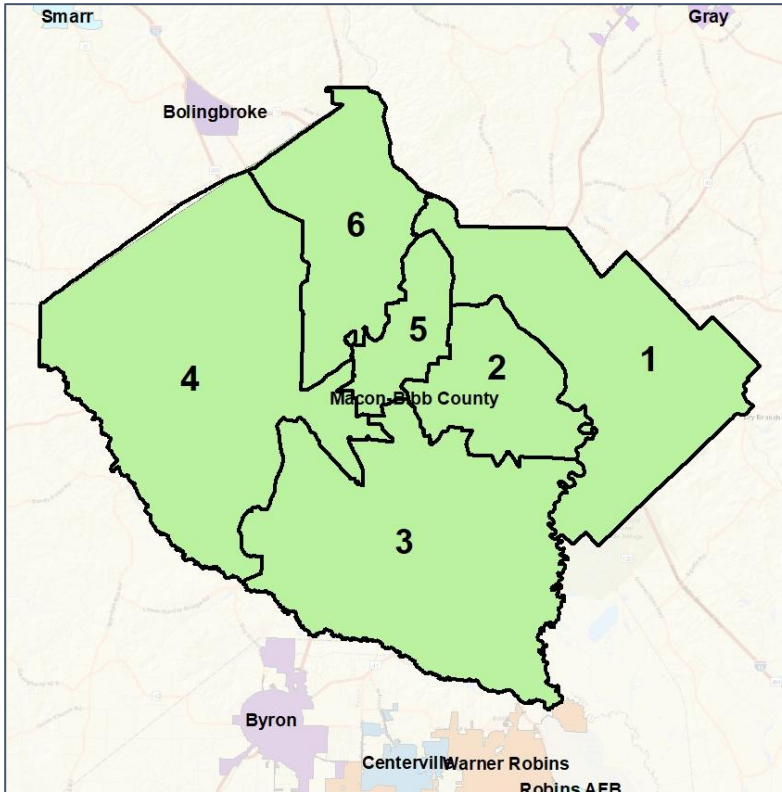 Smarr
Gray
Bolingbroke
6
5
1
2
4
Macon-Bibb County
3
Byron
Centerville
Warner Robins
Robins AFB